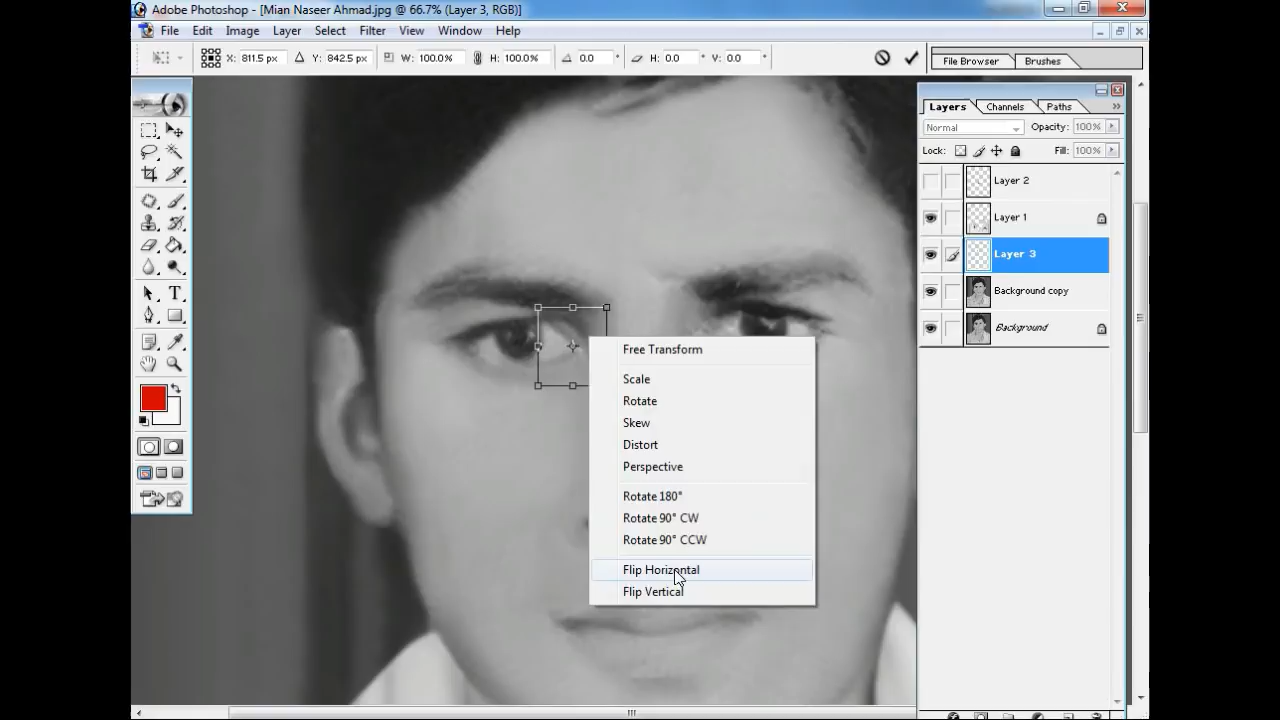 Adobe Photoshop - [Mian Naseer Ahmad.jpg @ 66.7% (Layer 3, RGB)]
File Edit Image Layer Select Filter View Window Help
X: 811.5 px Y: 842.5 px W: 100.0% H: 100.0% 0.0 ° H: 0.0 ° V: 0.0 °
File Browser Brushes
Layers Channels Paths
Normal Opacity: 100%
Lock: Fill: 100%
Layer 2
Layer 1
Layer 3
Background copy
Background
Free Transform
Scale
Rotate
Skew
Distort
Perspective
Rotate 180°
Rotate 90° CW
Rotate 90° CCW
Flip Horizontal
Flip Vertical